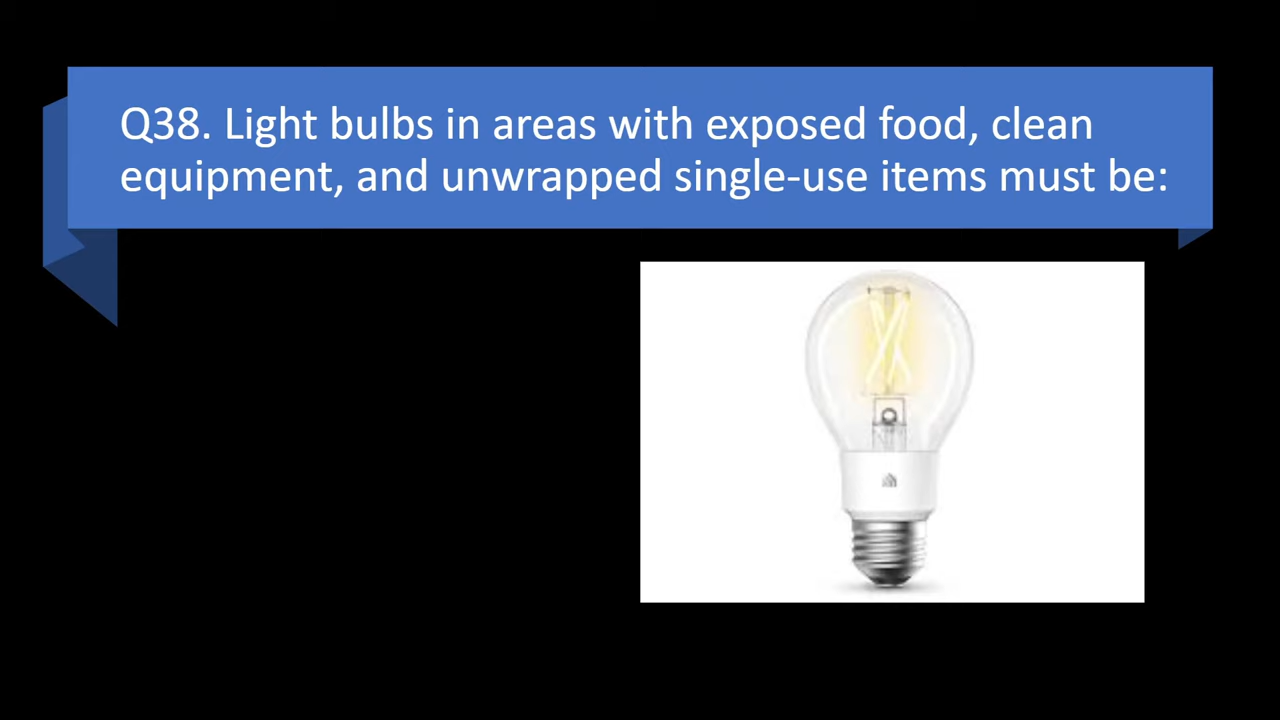 Q38. Light bulbs in areas with exposed food, clean
equipment, and unwrapped single-use items must be: